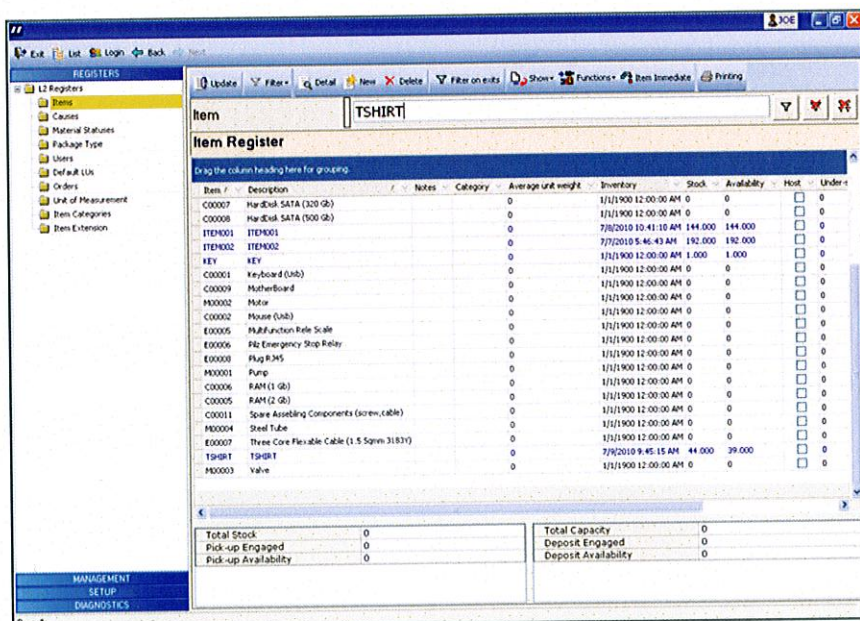 JOE
Exit List Login Back Next
REGISTERS
L2 Registers
Items
Causes
Material Statuses
Package Type
Users
Default LUs
Orders
Unit of Measurement
Item Categories
Item Extension
MANAGEMENT
SETUP
DIAGNOSTICS
Update Filter Detail New Delete Filter on exits Show Functions Item Immediate Printing
Item TSHIRT
Item Register
Drag the column heading here for grouping.
Item / Description / Notes Category Average unit weight Inventory Stock Availability Host Under-s
C00007 HardDisk SATA (320 Gb) 0 1/1/1900 12:00:00 AM 0 0 0
C00008 HardDisk SATA (500 Gb) 0 1/1/1900 12:00:00 AM 0 0 0
ITEM001 ITEM001 0 7/8/2010 10:41:10 AM 144.000 144.000 0
ITEM002 ITEM002 0 7/7/2010 5:46:43 AM 192.000 192.000 0
KEY KEY 0 1/1/1900 12:00:00 AM 1.000 1.000 0
C00001 Keyboard (Usb) 0 1/1/1900 12:00:00 AM 0 0 0
C00009 MotherBoard 0 1/1/1900 12:00:00 AM 0 0 0
M00002 Motor 0 1/1/1900 12:00:00 AM 0 0 0
C00002 Mouse (Usb) 0 1/1/1900 12:00:00 AM 0 0 0
E00005 Multifunction Rele Scale 0 1/1/1900 12:00:00 AM 0 0 0
E00006 Pilz Emergency Stop Relay 0 1/1/1900 12:00:00 AM 0 0 0
E00008 Plug RJ45 0 1/1/1900 12:00:00 AM 0 0 0
M00001 Pump 0 1/1/1900 12:00:00 AM 0 0 0
C00006 RAM (1 Gb) 0 1/1/1900 12:00:00 AM 0 0 0
C00005 RAM (2 Gb) 0 1/1/1900 12:00:00 AM 0 0 0
C00011 Spare Assebling Components (screw,cable) 0 1/1/1900 12:00:00 AM 0 0 0
M00004 Steel Tube 0 1/1/1900 12:00:00 AM 0 0 0
E00007 Three Core Flexable Cable (1.5 Sqmm 3183Y) 0 1/1/1900 12:00:00 AM 0 0 0
TSHIRT TSHIRT 0 7/9/2010 9:45:15 AM 44.000 39.000 0
M00003 Valve 0 1/1/1900 12:00:00 AM 0 0 0
Total Stock 0
Pick-up Engaged 0
Pick-up Availability 0
Total Capacity 0
Deposit Engaged 0
Deposit Availability 0